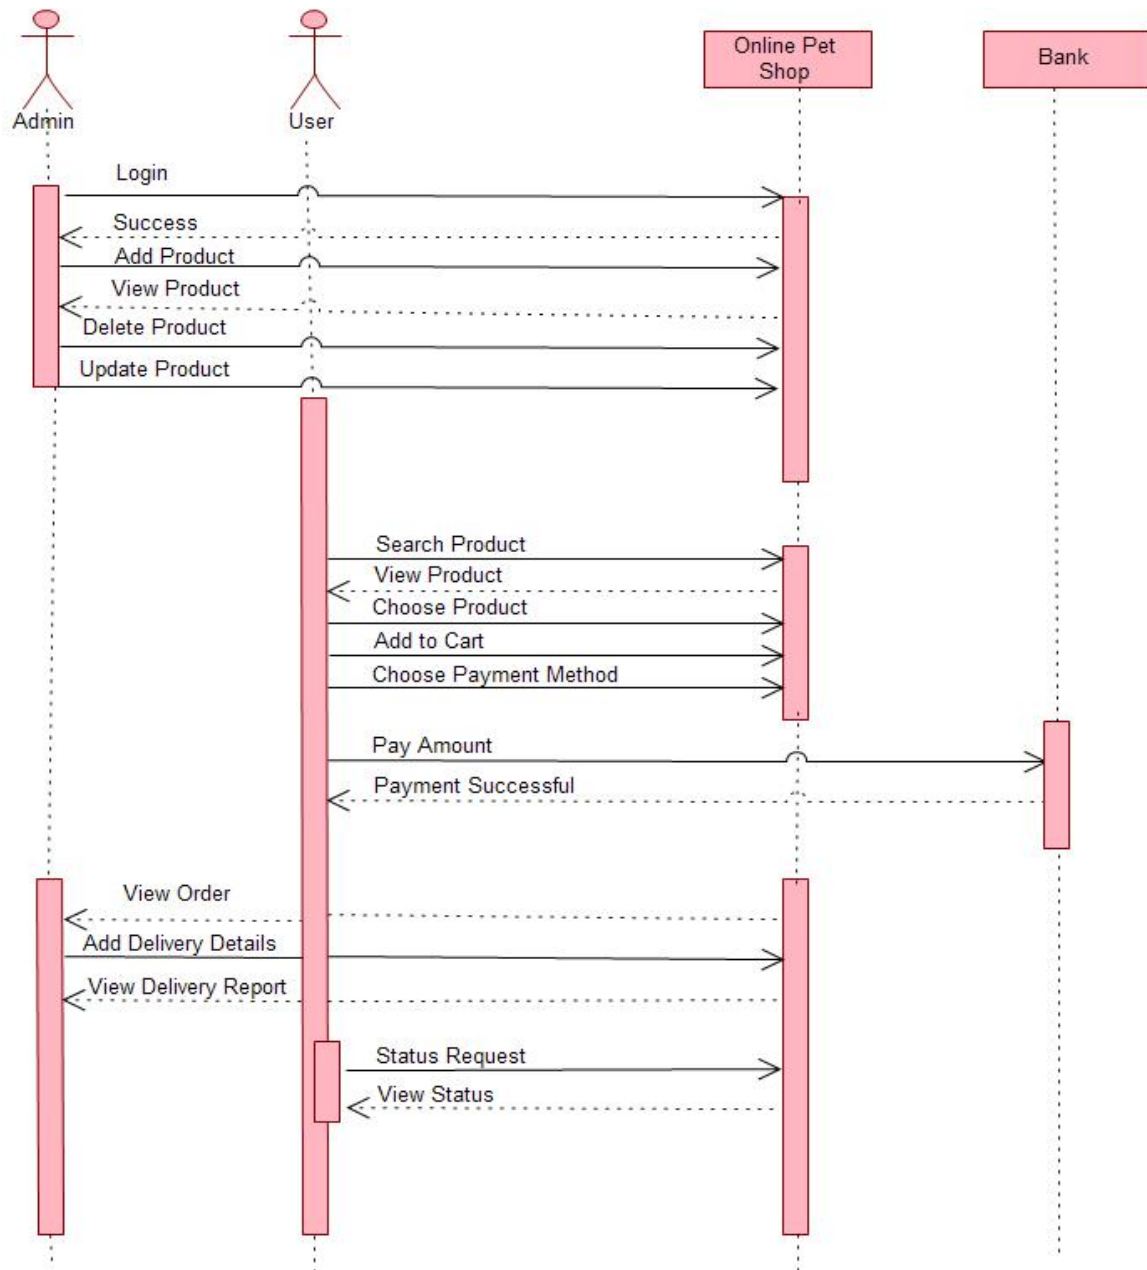 Online Pet
Shop
Bank
Admin
User
Login
Success
Add Product
View Product
Delete Product
Update Product
Search Product
View Product
Choose Product
Add to Cart
Choose Payment Method
Pay Amount
Payment Successful
View Order
Add Delivery Details
View Delivery Report
Status Request
View Status